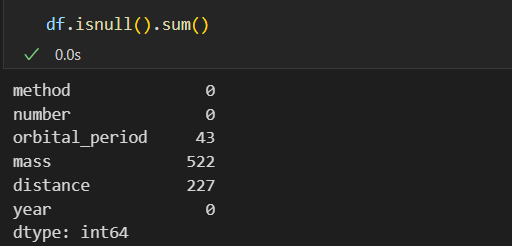 df.isnull().sum()
✓ 0.0s
method 0
number 0
orbital_period 43
mass 522
distance 227
year 0
dtype: int64